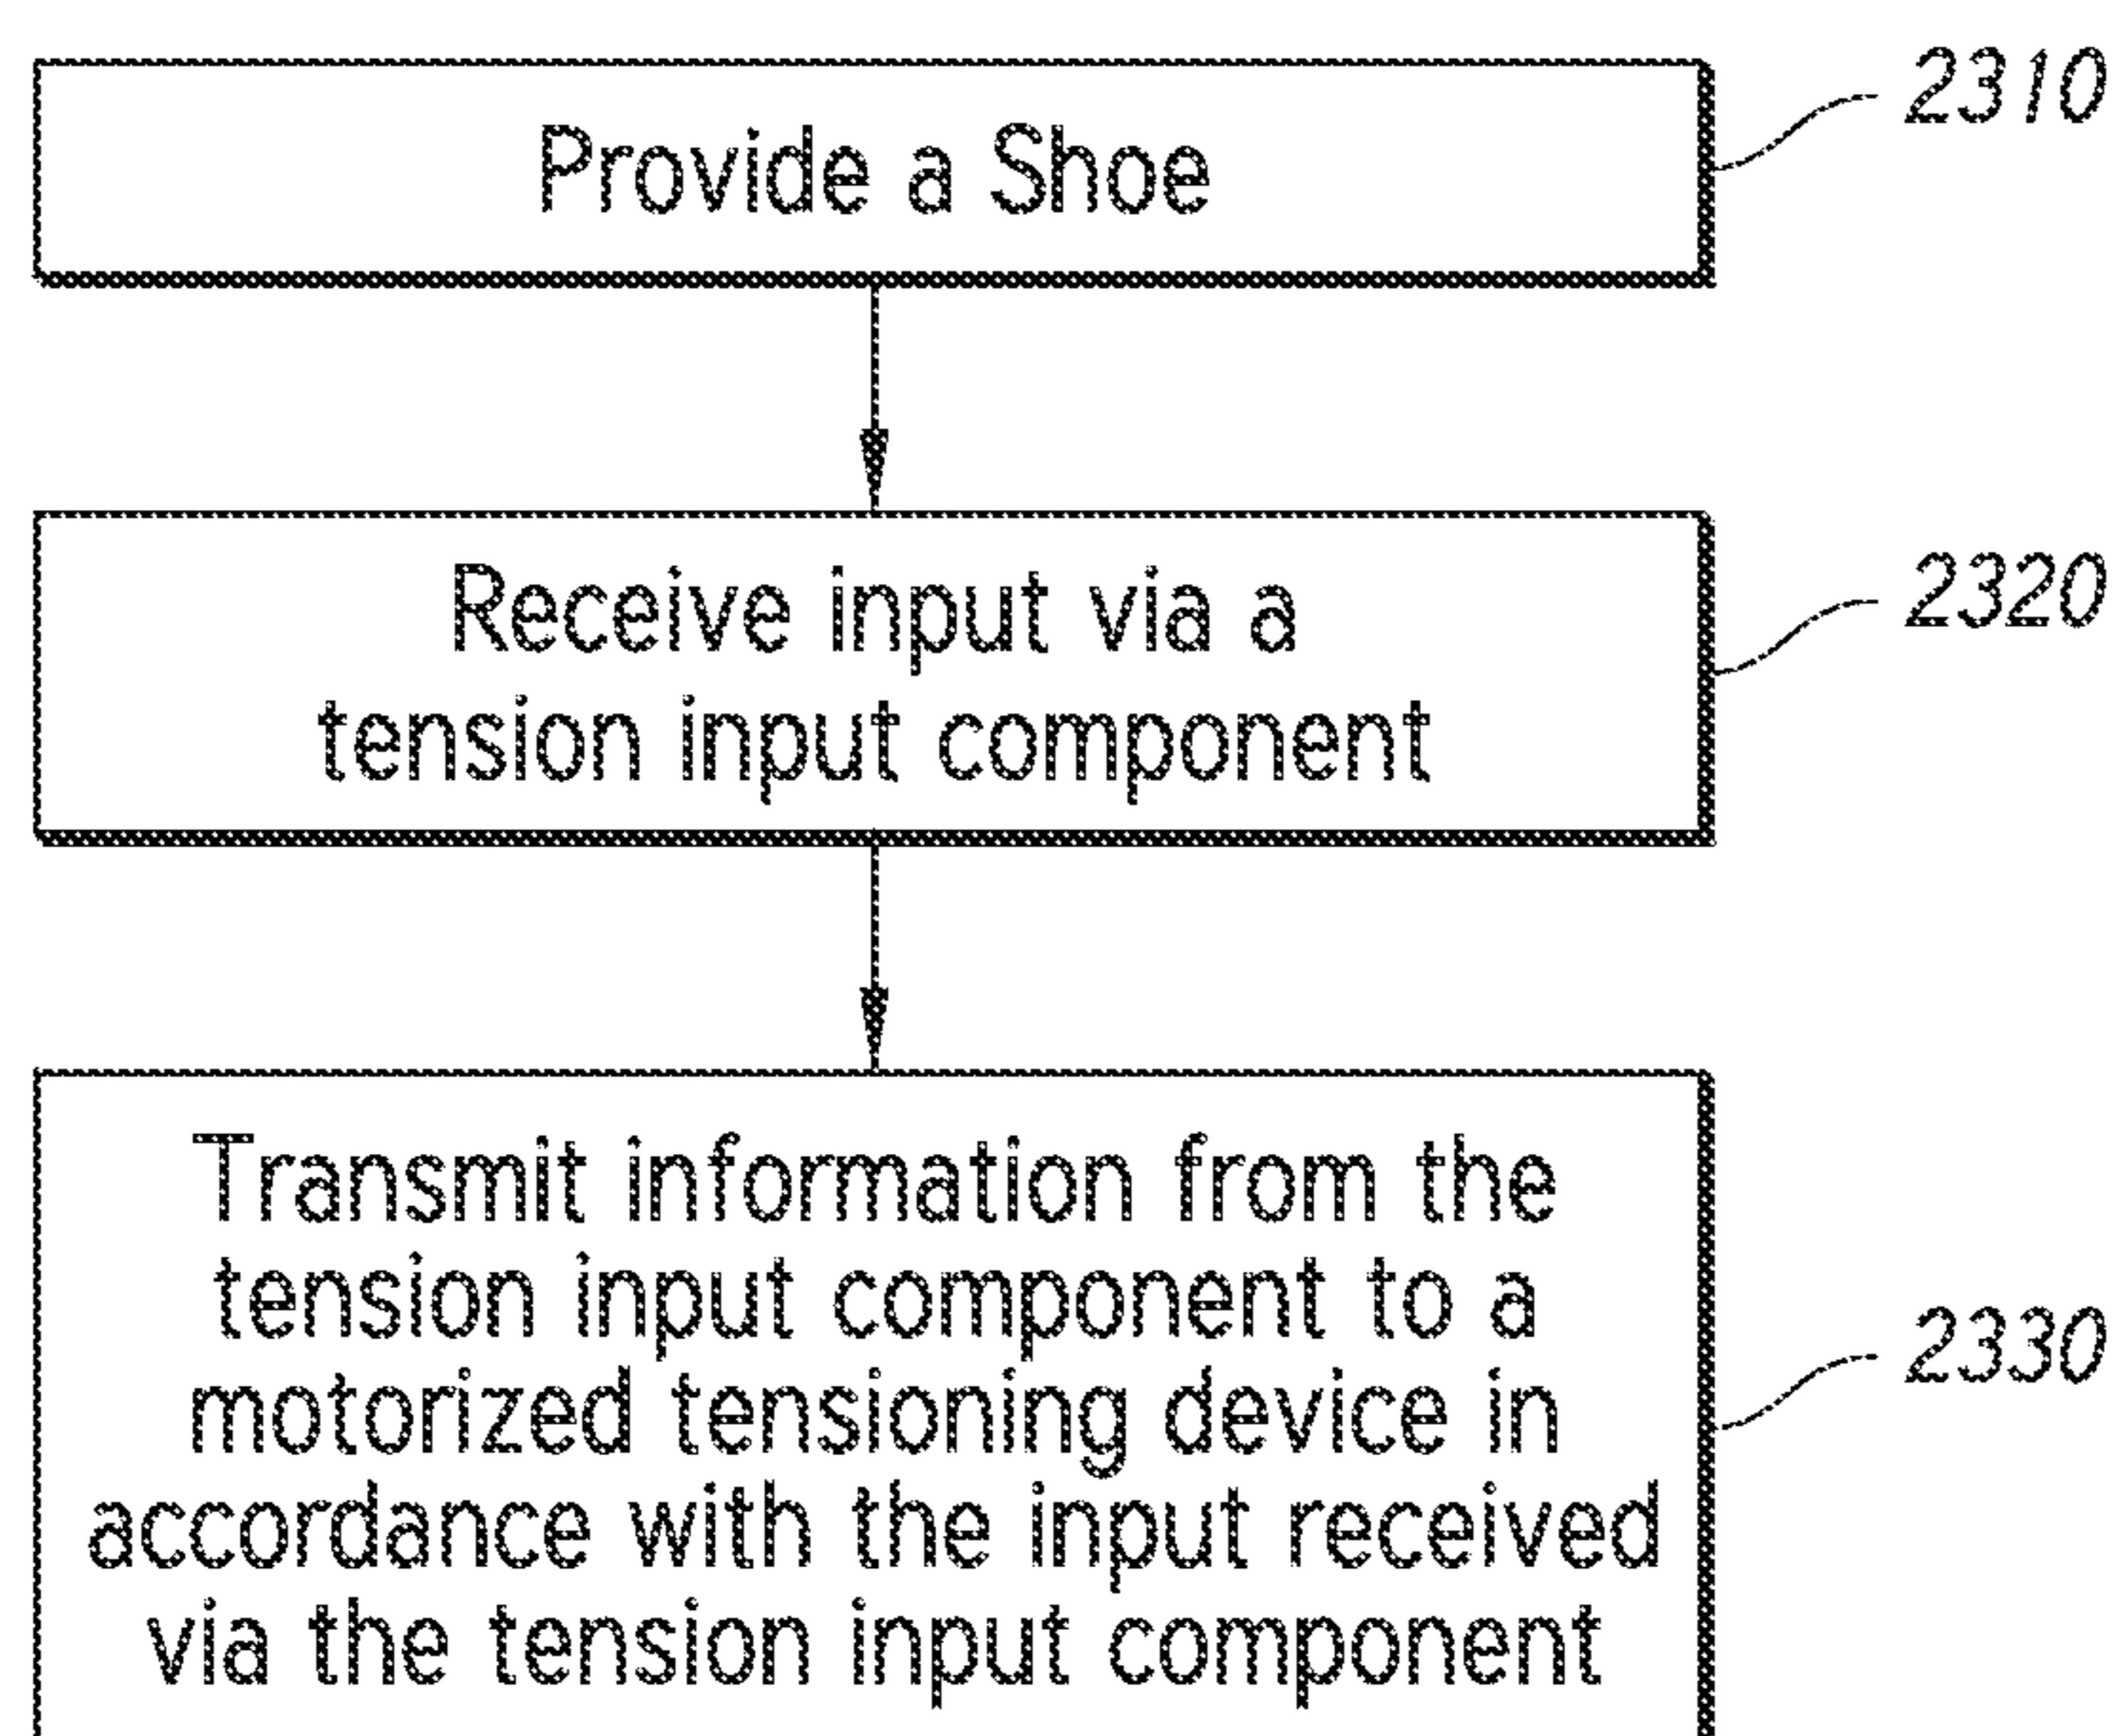 Provide a Shoe
2310
Receive input via a
tension input component
2320
Transmit information from the
tension input component to a
motorized tensioning device in
accordance with the input received
via the tension input component
2330